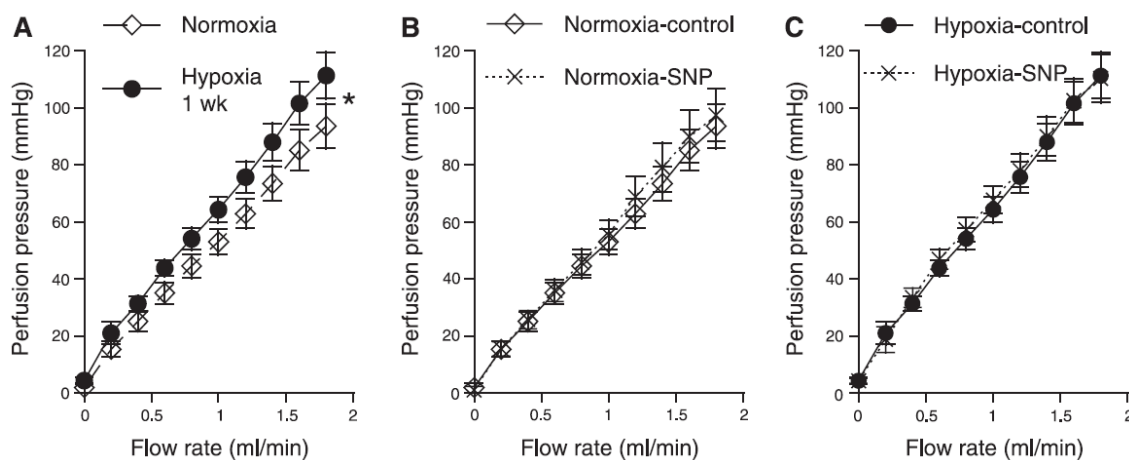 A
Normoxia
Hypoxia
1 wk
*
Perfusion pressure (mmHg)
120
100
80
60
40
20
0
0 0.5 1 1.5 2
Flow rate (ml/min)
B
Normoxia-control
Normoxia-SNP
Perfusion pressure (mmHg)
120
100
80
60
40
20
0
0 0.5 1 1.5 2
Flow rate (ml/min)
C
Hypoxia-control
Hypoxia-SNP
Perfusion pressure (mmHg)
120
100
80
60
40
20
0
0 0.5 1 1.5 2
Flow rate (ml/min)